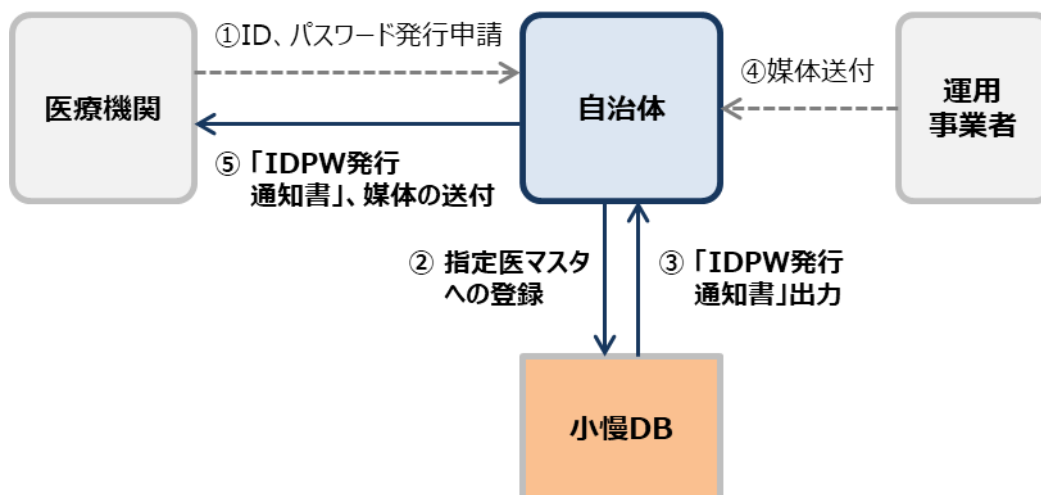 ①ID、パスワード発行申請
医療機関
自治体
④媒体送付
運用
事業者
⑤「IDPW発行
通知書」、媒体の送付
② 指定医マスタ
への登録
③「IDPW発行
通知書」出力
小慢DB